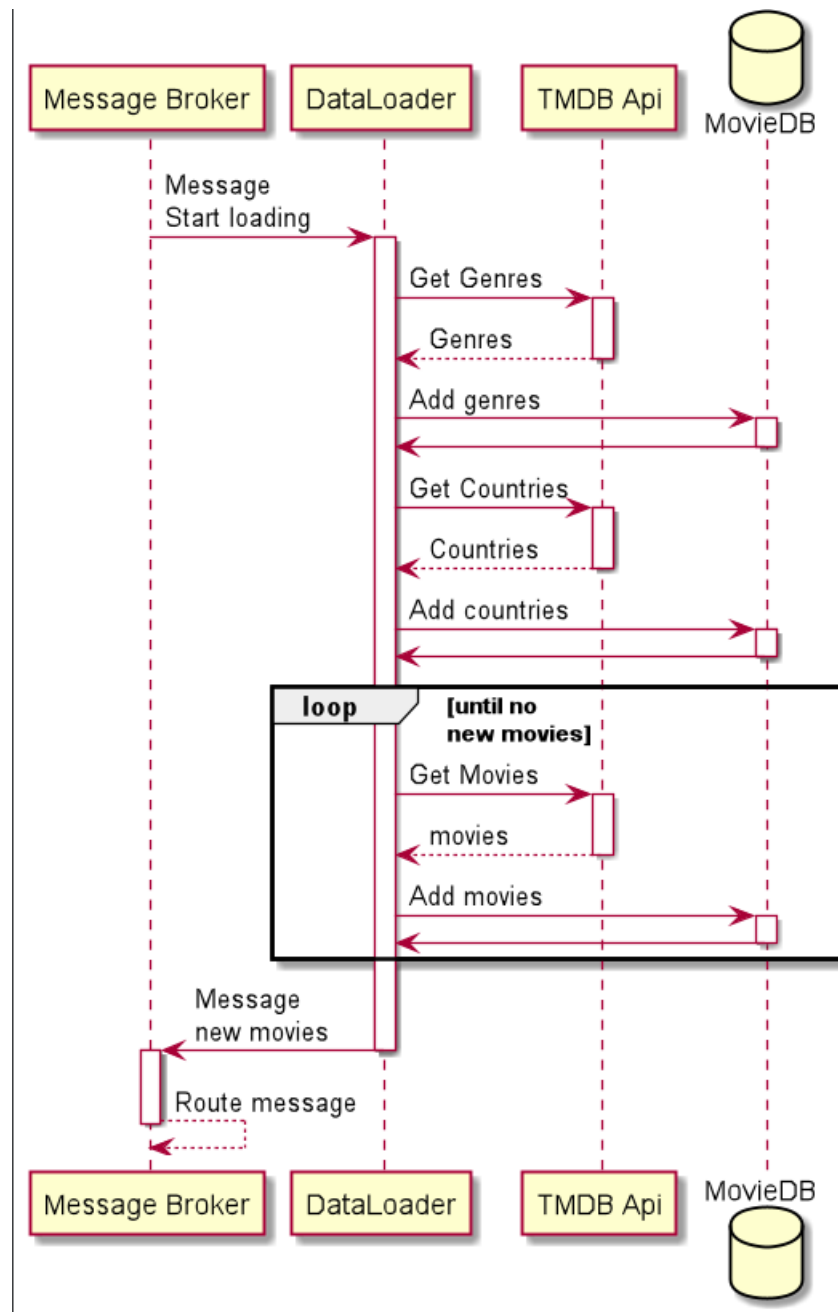 Message Broker
DataLoader
TMDB Api
MovieDB
Message
Start loading
Get Genres
Genres
Add genres
Get Countries
Countries
Add countries
loop
[until no
new movies]
Get Movies
movies
Add movies
Message
new movies
Route message
Message Broker
DataLoader
TMDB Api
MovieDB